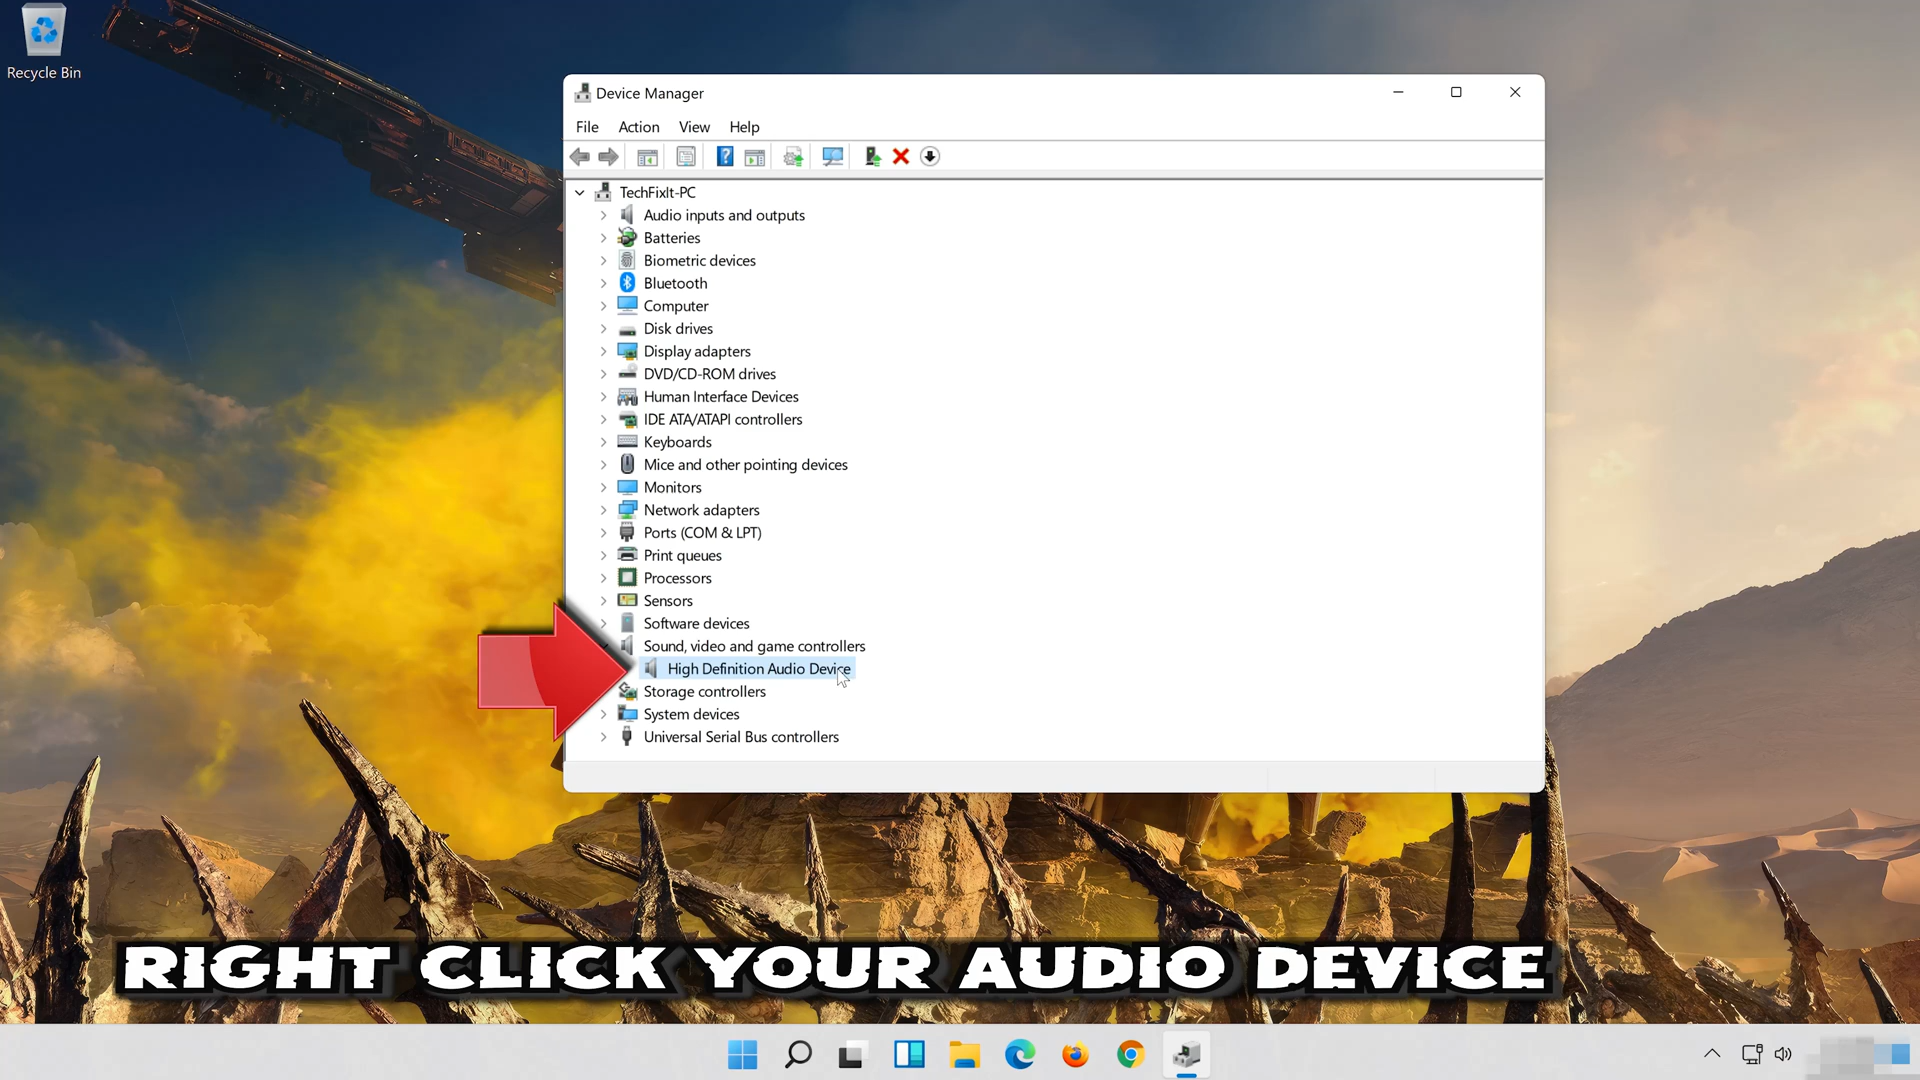 Recycle Bin
Device Manager
File Action View Help
TechFixIt-PC
Audio inputs and outputs
Batteries
Biometric devices
Bluetooth
Computer
Disk drives
Display adapters
DVD/CD-ROM drives
Human Interface Devices
IDE ATA/ATAPI controllers
Keyboards
Mice and other pointing devices
Monitors
Network adapters
Ports (COM & LPT)
Print queues
Processors
Sensors
Software devices
Sound, video and game controllers
High Definition Audio Device
Storage controllers
System devices
Universal Serial Bus controllers
RIGHT CLICK YOUR AUDIO DEVICE